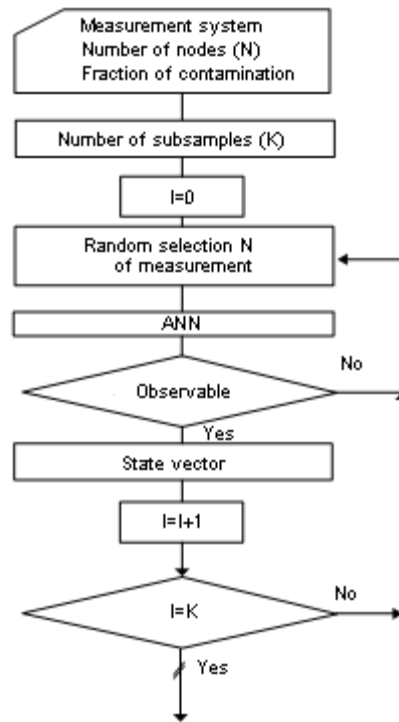 Measurement system
Number of nodes (N)
Fraction of contamination
Number of subsamples (K)
I=0
Random selection N
of measurement
ANN
Observable
No
Yes
State vector
I=I+1
I=K
No
Yes